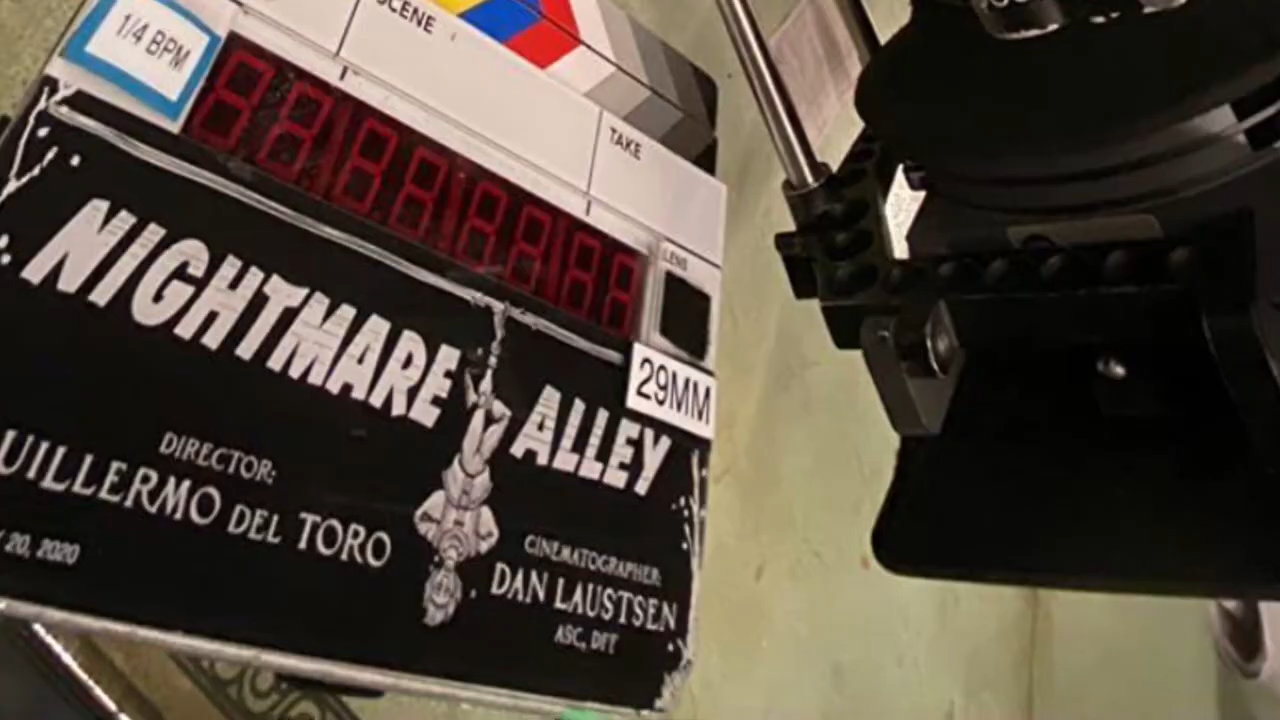 SCENE
1/4 BPM
TAKE
LENS
29MM
NIGHTMARE ALLEY
DIRECTOR:
UILLERMO DEL TORO
20, 2020
CINEMATOGRAPHER:
DAN LAUSTSEN
ASC, DFF